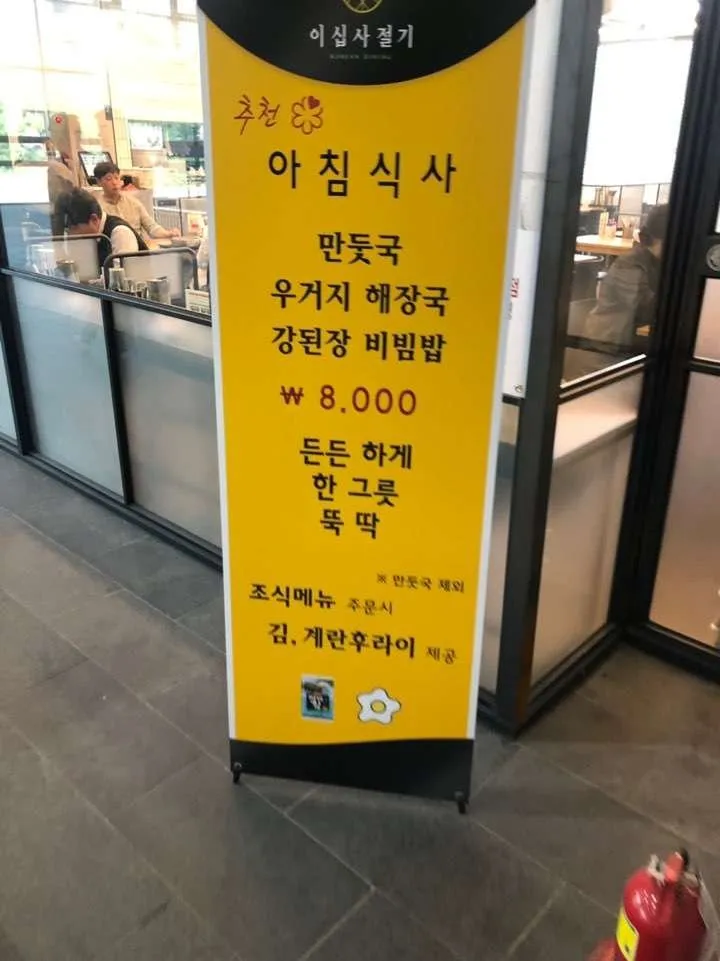 이십사절기
KOREAN DINING
추천
아침식사
만둣국
우거지 해장국
강된장 비빔밥
₩ 8.000
든든 하게
한 그릇
뚝 딱
※ 만둣국 제외
조식메뉴 주문시
김, 계란후라이 제공